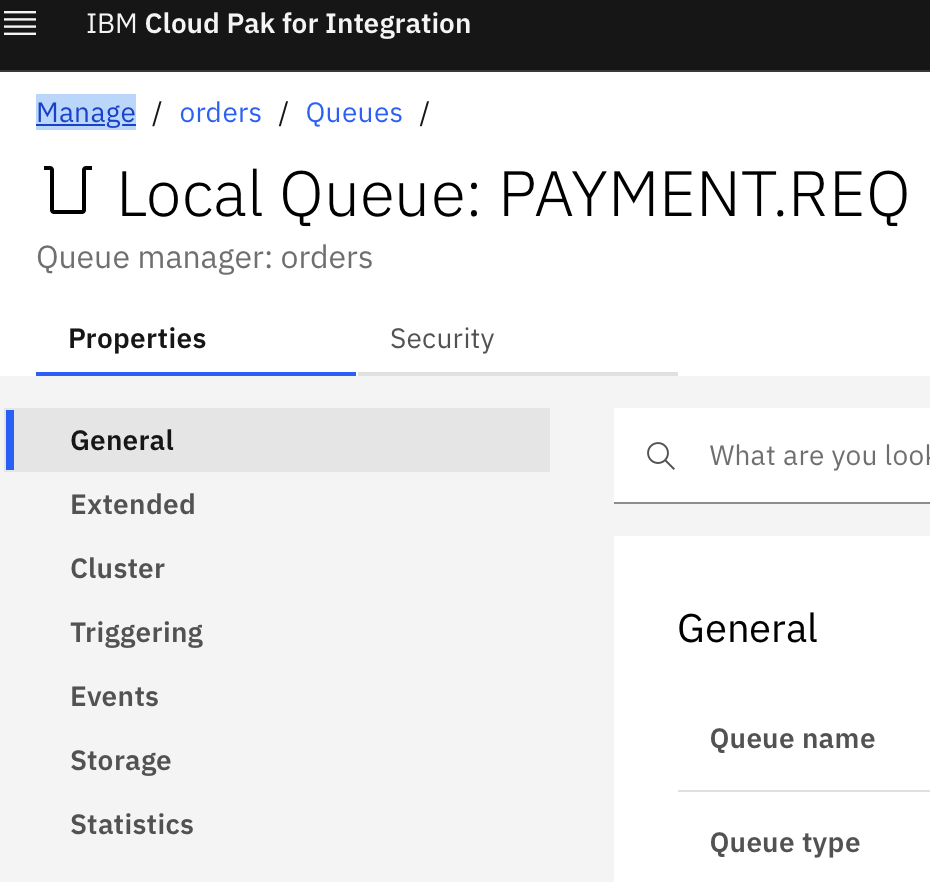 IBM Cloud Pak for Integration
Manage / orders / Queues /
Local Queue: PAYMENT.REQ
Queue manager: orders
Properties Security
General
Extended
Cluster
Triggering
Events
Storage
Statistics
What are you
General
Queue name
Queue type